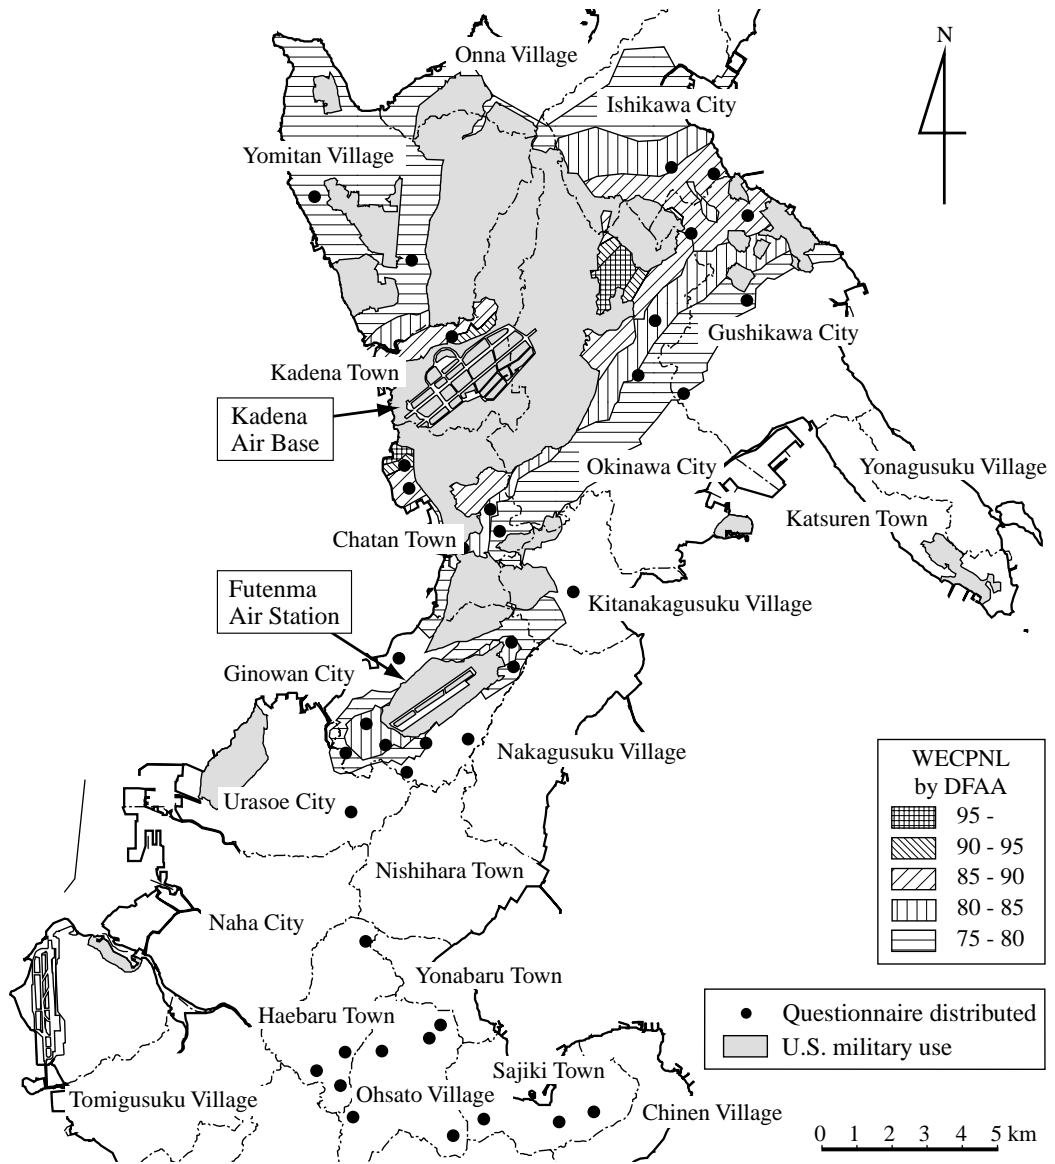 Onna Village
N
Ishikawa City
Yomitan Village
Gushikawa City
Kadena Town
Kadena
Air Base
Okinawa City
Yonagusuku Village
Katsuren Town
Chatan Town
Futenma
Air Station
Kitanakagusuku Village
Ginowan City
Nakagusuku Village
WECPNL
by DFAA
95 -
90 - 95
85 - 90
80 - 85
75 - 80
Urasoe City
Nishihara Town
Naha City
Yonabaru Town
Haebaru Town
Questionnaire distributed
U.S. military use
Sajiki Town
Ohsato Village
Tomigusuku Village
Chinen Village
0 1 2 3 4 5 km